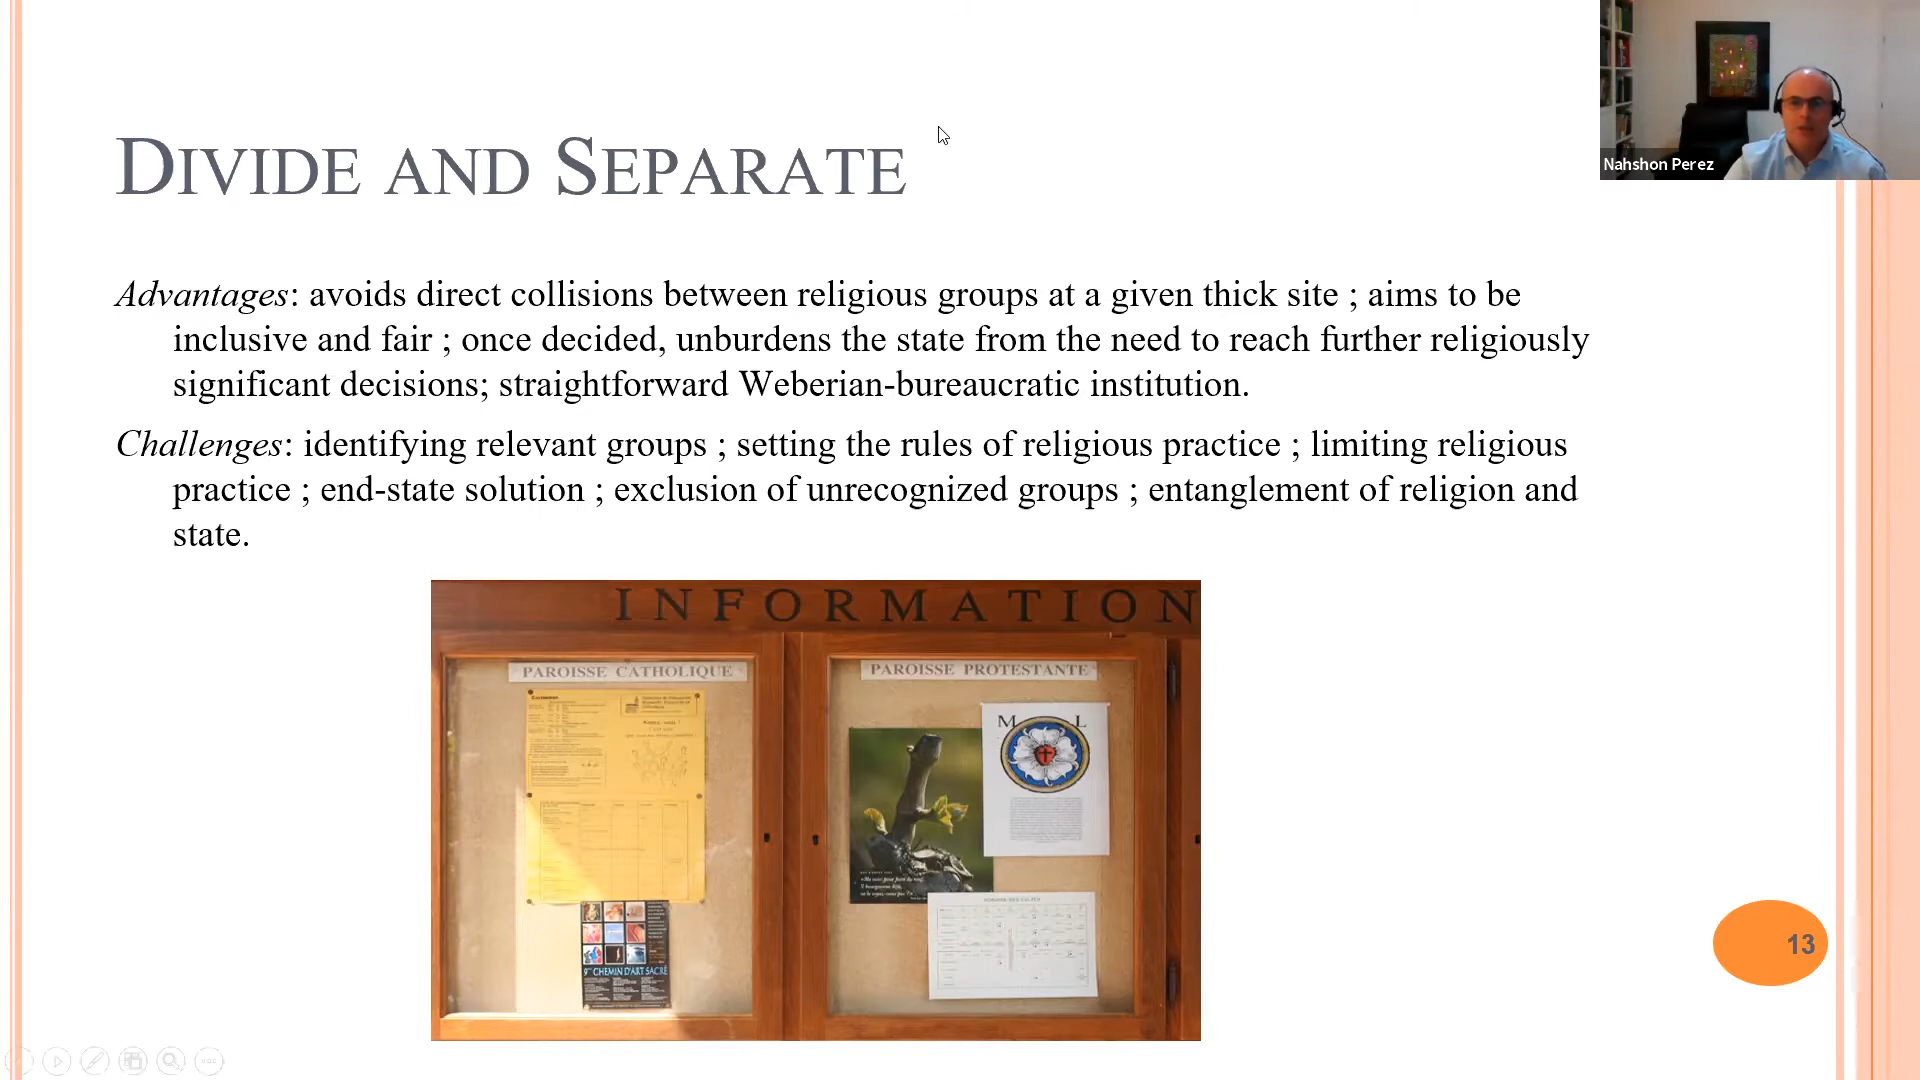 Nahshon Perez
DIVIDE AND SEPARATE
Advantages: avoids direct collisions between religious groups at a given thick site ; aims to be
inclusive and fair ; once decided, unburdens the state from the need to reach further religiously
significant decisions; straightforward Weberian-bureaucratic institution.
Challenges: identifying relevant groups ; setting the rules of religious practice ; limiting religious
practice ; end-state solution ; exclusion of unrecognized groups ; entanglement of religion and
state.
INFORMATION
PAROISSE CATHOLIQUE
PAROISSE PROTESTANTE
M L
CHEMIN D'ART SACRÉ
13